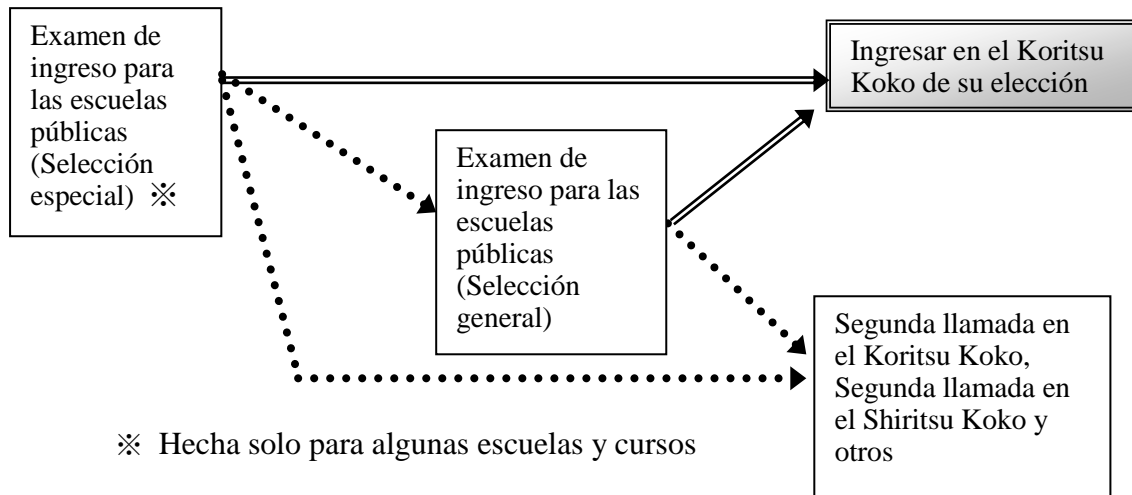 Examen de
ingreso para
las escuelas
públicas
(Selección
especial) ※
Ingresar en el Koritsu
Koko de su elección
Examen de
ingreso para las
escuelas
públicas
(Selección
general)
Segunda llamada en
el Koritsu Koko,
Segunda llamada en
el Shiritsu Koko y
otros
※ Hecha solo para algunas escuelas y cursos